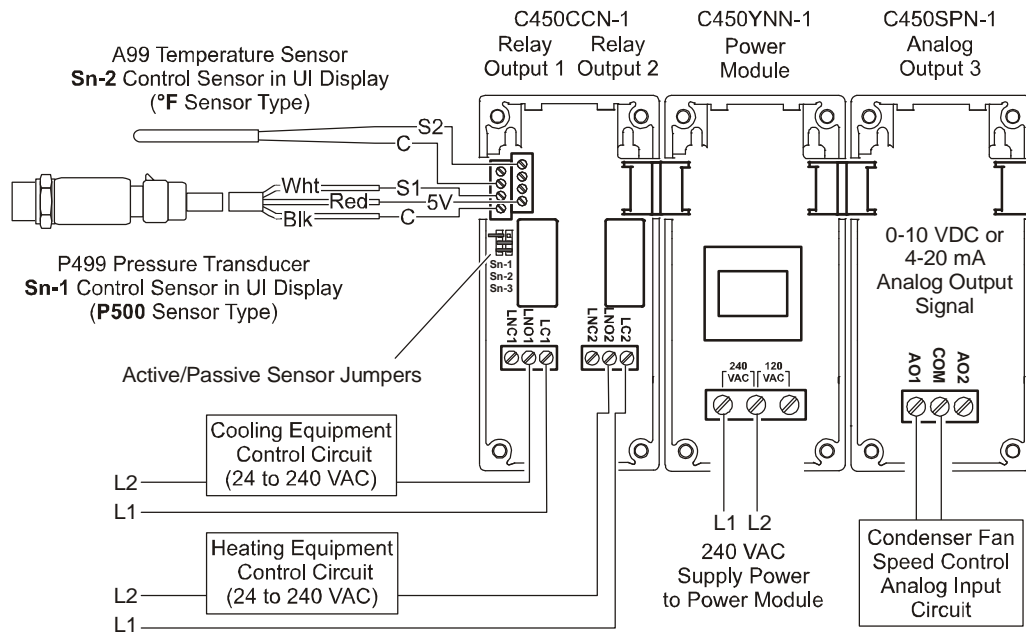 C450CCN-1
Relay
Output 1
Relay
Output 2
C450YNN-1
Power
Module
C450SPN-1
Analog
Output 3
A99 Temperature Sensor
Sn-2 Control Sensor in UI Display
(°F Sensor Type)
S2
C
Wht
S1
Red
5V
Blk
C
P499 Pressure Transducer
Sn-1 Control Sensor in UI Display
(P500 Sensor Type)
Sn-1
Sn-2
Sn-3
Active/Passive Sensor Jumpers
LNC1
LNO1
LC1
LNC2
LNO2
LC2
240
VAC
120
VAC
0-10 VDC or
4-20 mA
Analog Output
Signal
AO1
COM
AO2
Cooling Equipment
Control Circuit
(24 to 240 VAC)
L2
L1
Heating Equipment
Control Circuit
(24 to 240 VAC)
L2
L1
L1 L2
240 VAC
Supply Power
to Power Module
Condenser Fan
Speed Control
Analog Input
Circuit